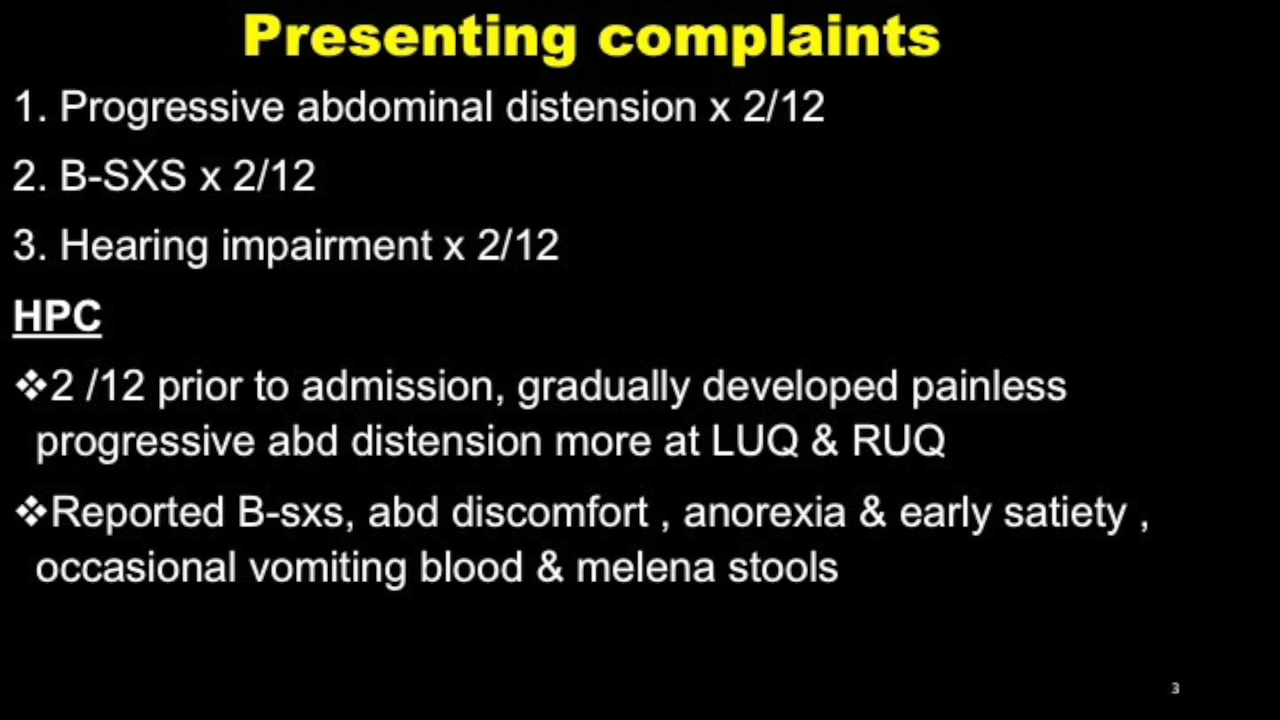 Presenting complaints
1. Progressive abdominal distension x 2/12
2. B-SXS x 2/12
3. Hearing impairment x 2/12
HPC
❖2 /12 prior to admission, gradually developed painless
progressive abd distension more at LUQ & RUQ
❖Reported B-sxs, abd discomfort , anorexia & early satiety ,
occasional vomiting blood & melena stools
3